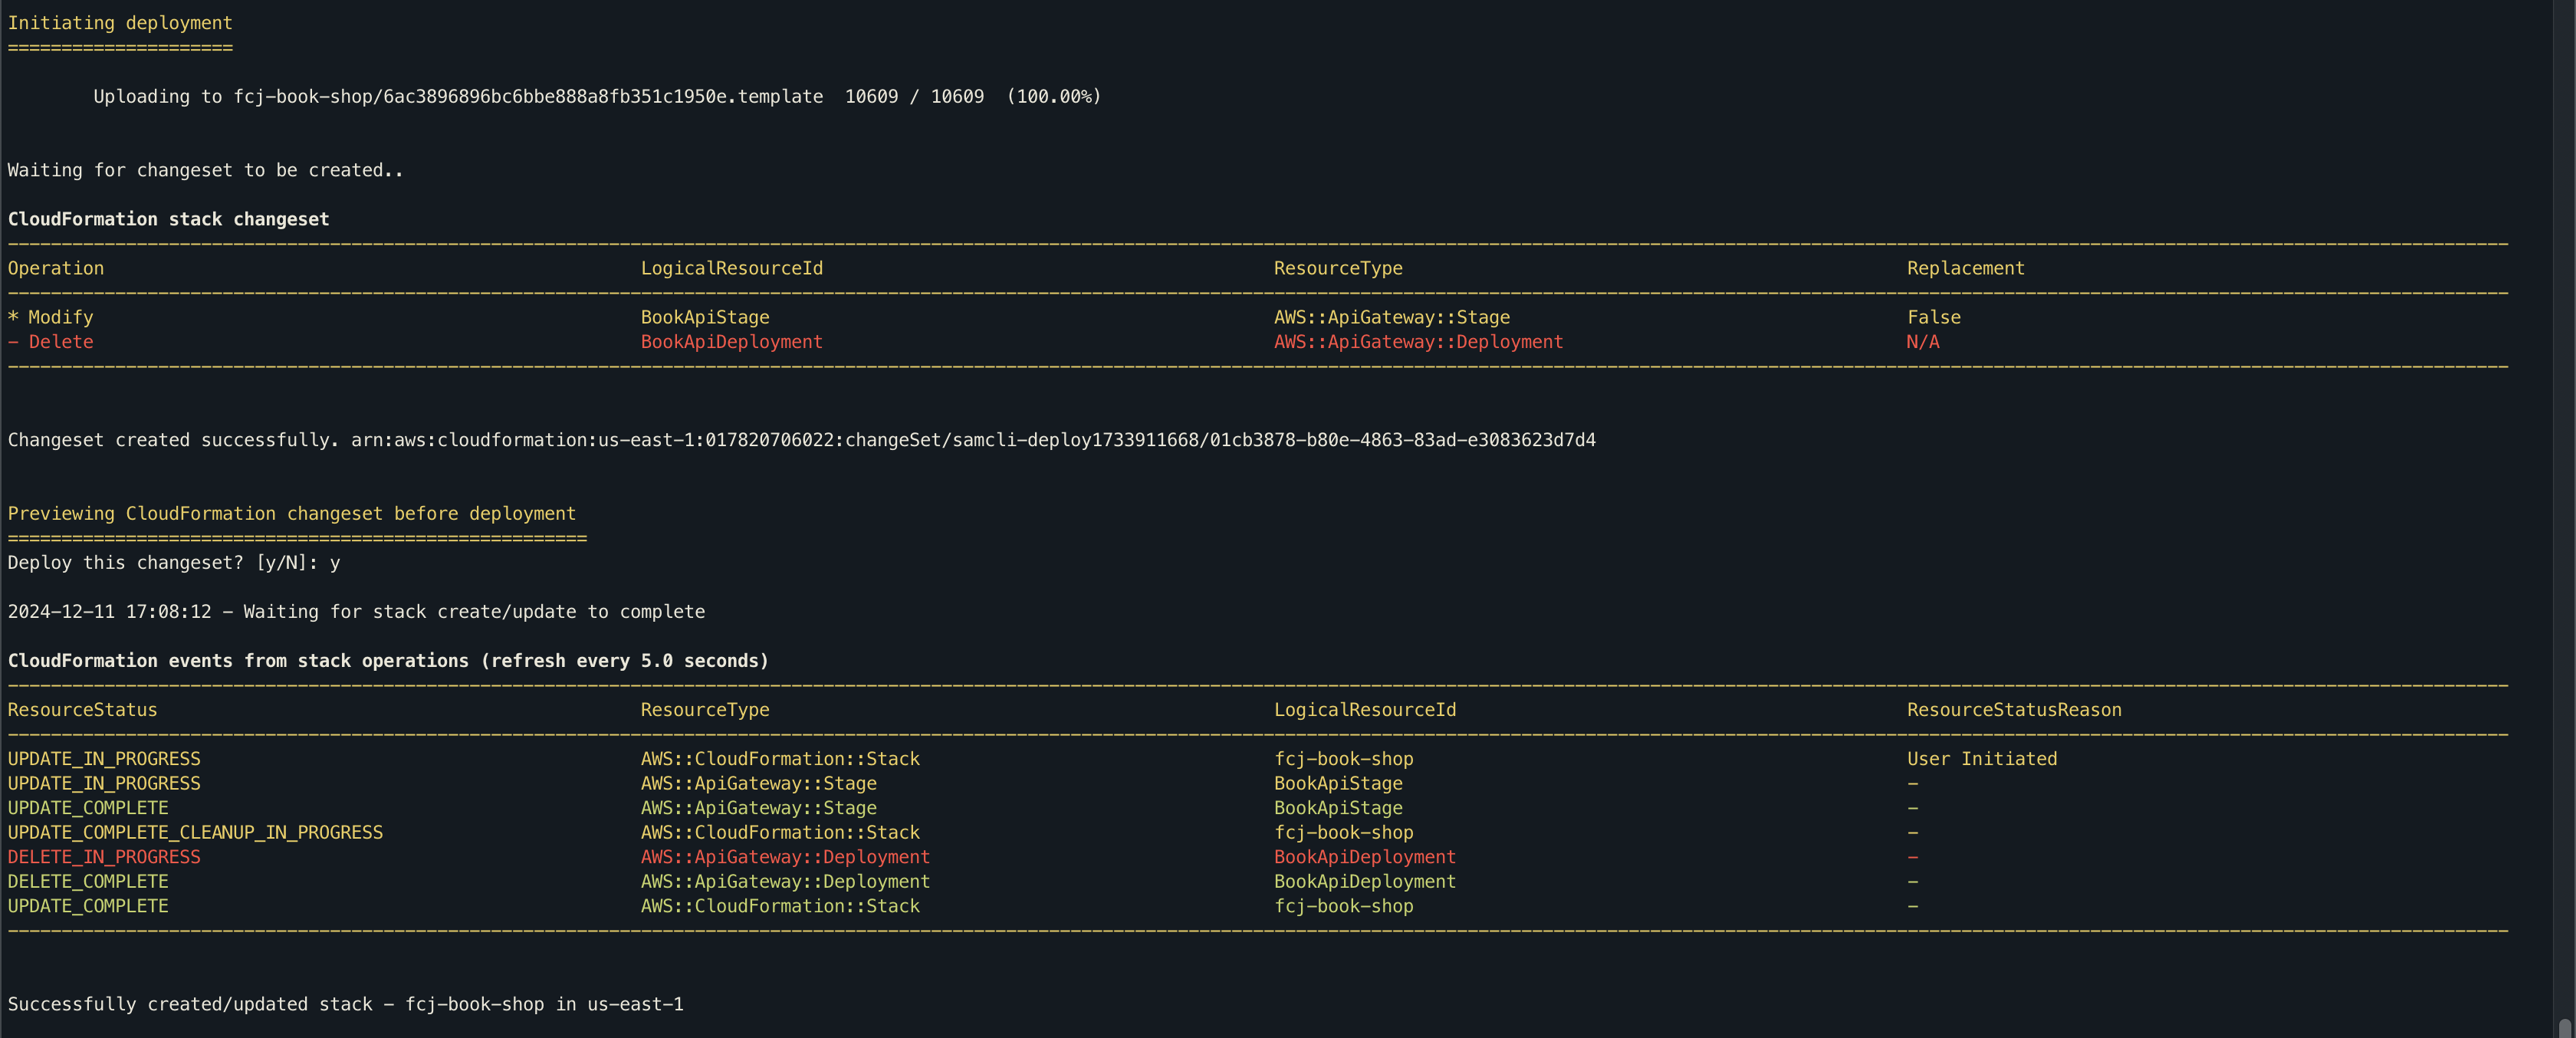 Initiating deployment
=====================
Uploading to fcj-book-shop/6ac3896896bc6bbe888a8fb351c1950e.template  10609 / 10609  (100.00%)
Waiting for changeset to be created..
CloudFormation stack changeset
Operation LogicalResourceId ResourceType Replacement
* Modify BookApiStage AWS::ApiGateway::Stage False
- Delete BookApiDeployment AWS::ApiGateway::Deployment N/A
Changeset created successfully. arn:aws:cloudformation:us-east-1:017820706022:changeSet/samcli-deploy1733911668/01cb3878-b80e-4863-83ad-e3083623d7d4
Previewing CloudFormation changeset before deployment
======================================================
Deploy this changeset? [y/N]: y
2024-12-11 17:08:12 - Waiting for stack create/update to complete
CloudFormation events from stack operations (refresh every 5.0 seconds)
ResourceStatus ResourceType LogicalResourceId ResourceStatusReason
UPDATE_IN_PROGRESS AWS::CloudFormation::Stack fcj-book-shop User Initiated
UPDATE_IN_PROGRESS AWS::ApiGateway::Stage BookApiStage -
UPDATE_COMPLETE AWS::ApiGateway::Stage BookApiStage -
UPDATE_COMPLETE_CLEANUP_IN_PROGRESS AWS::CloudFormation::Stack fcj-book-shop -
DELETE_IN_PROGRESS AWS::ApiGateway::Deployment BookApiDeployment -
DELETE_COMPLETE AWS::ApiGateway::Deployment BookApiDeployment -
UPDATE_COMPLETE AWS::CloudFormation::Stack fcj-book-shop -
Successfully created/updated stack - fcj-book-shop in us-east-1